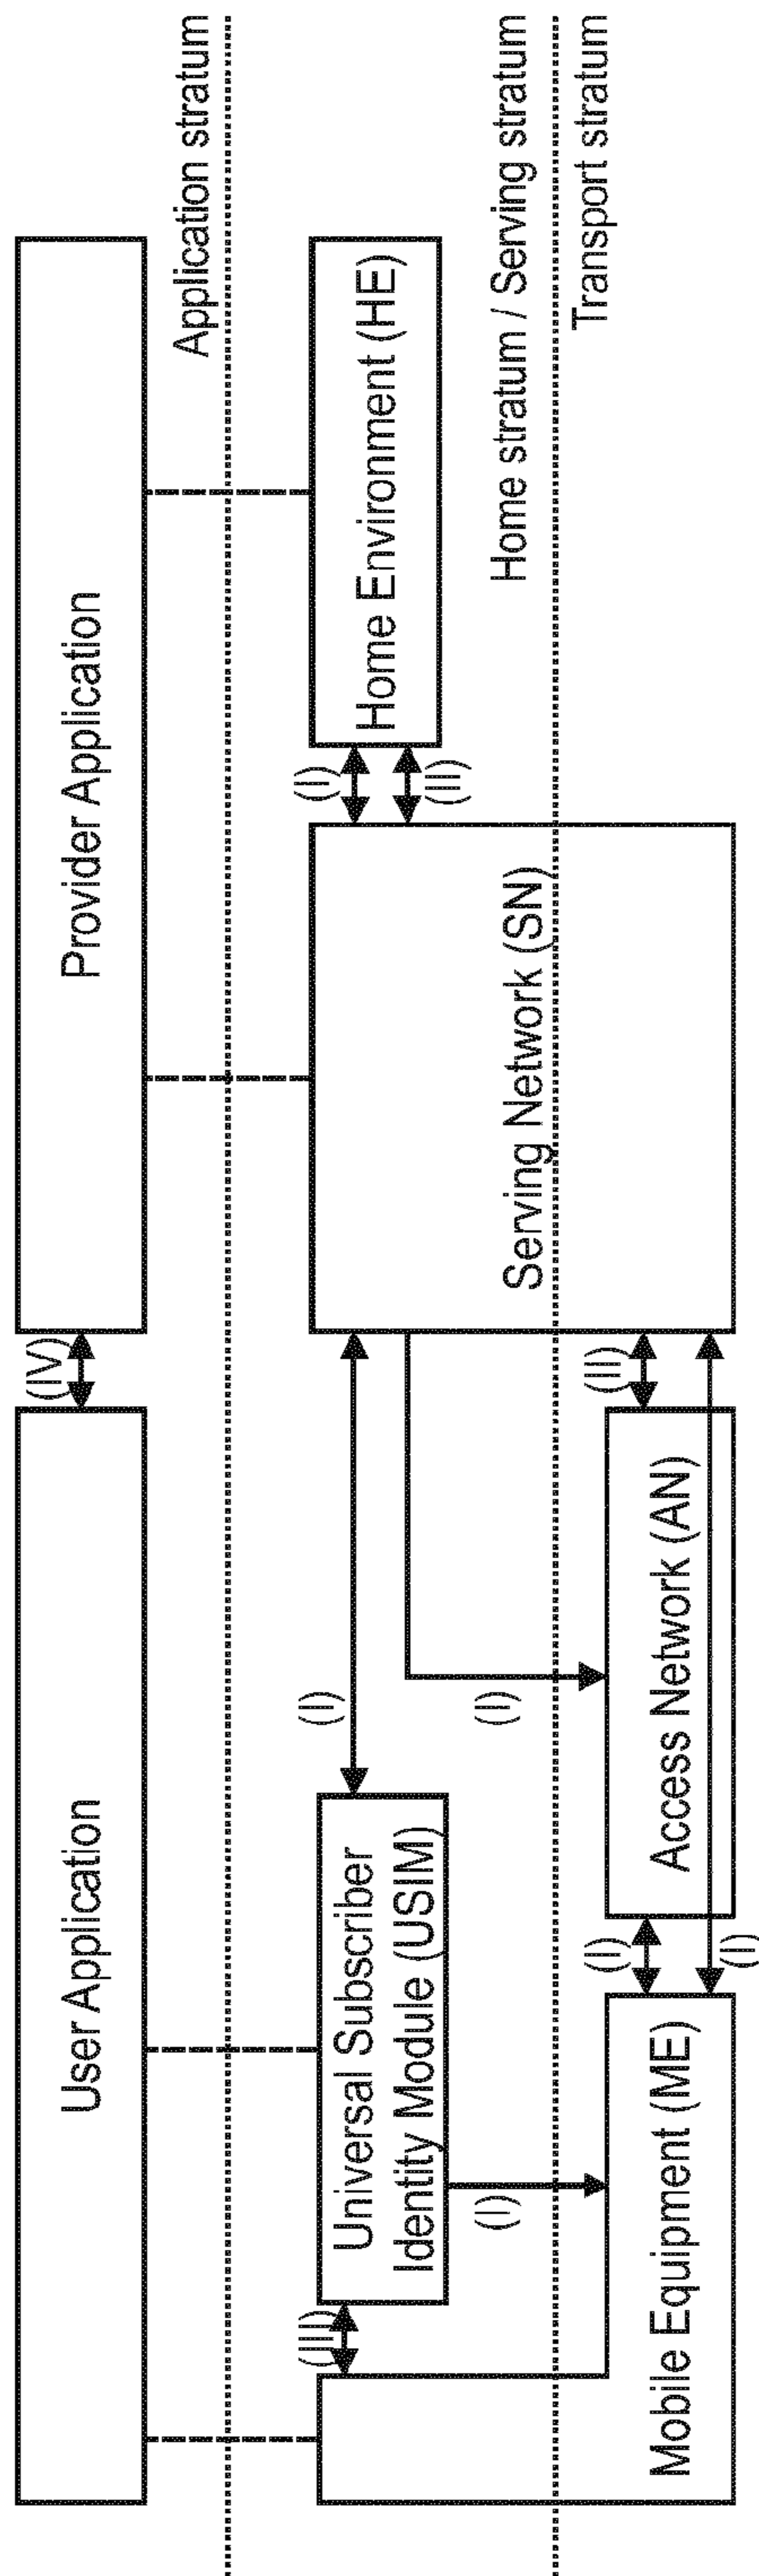 (IV)
User Application
Provider Application
Application stratum
(III)
(I)
(I)
Universal Subscriber
Identity Module (USIM)
Home Environment (HE)
(II)
(I)
(I)
Serving Network (SN)
Home stratum / Serving stratum
Transport stratum
(I)
(II)
Mobile Equipment (ME)
Access Network (AN)
(I)